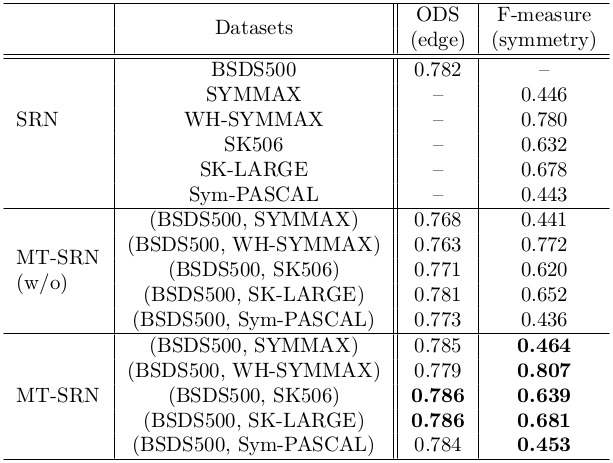 Datasets ODS (edge) F-measure (symmetry)
BSDS500 0.782 –
SYMMAX – 0.446
SRN WH-SYMMAX – 0.780
SK506 – 0.632
SK-LARGE – 0.678
Sym-PASCAL – 0.443
MT-SRN (w/o) (BSDS500, SYMMAX) 0.768 0.441
(BSDS500, WH-SYMMAX) 0.763 0.772
(BSDS500, SK506) 0.771 0.620
(BSDS500, SK-LARGE) 0.781 0.652
(BSDS500, Sym-PASCAL) 0.773 0.436
(BSDS500, SYMMAX) 0.785 0.464
(BSDS500, WH-SYMMAX) 0.779 0.807
MT-SRN (BSDS500, SK506) 0.786 0.639
(BSDS500, SK-LARGE) 0.786 0.681
(BSDS500, Sym-PASCAL) 0.784 0.453